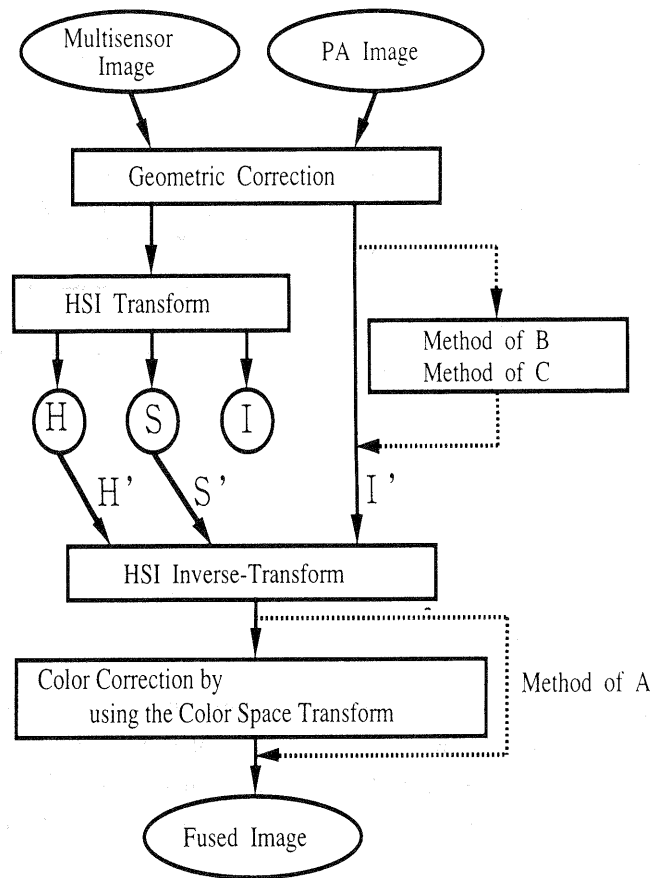 Multisensor
Image
PA Image
Geometric Correction
HSI Transform
Method of B
Method of C
H
S
I
H'
S'
I'
HSI Inverse-Transform
Color Correction by
using the Color Space Transform
Method of A
Fused Image